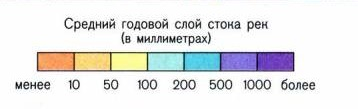 Средний годовой слой стока рек
(в миллиметрах)
менее 10 50 100 200 500 1000 более